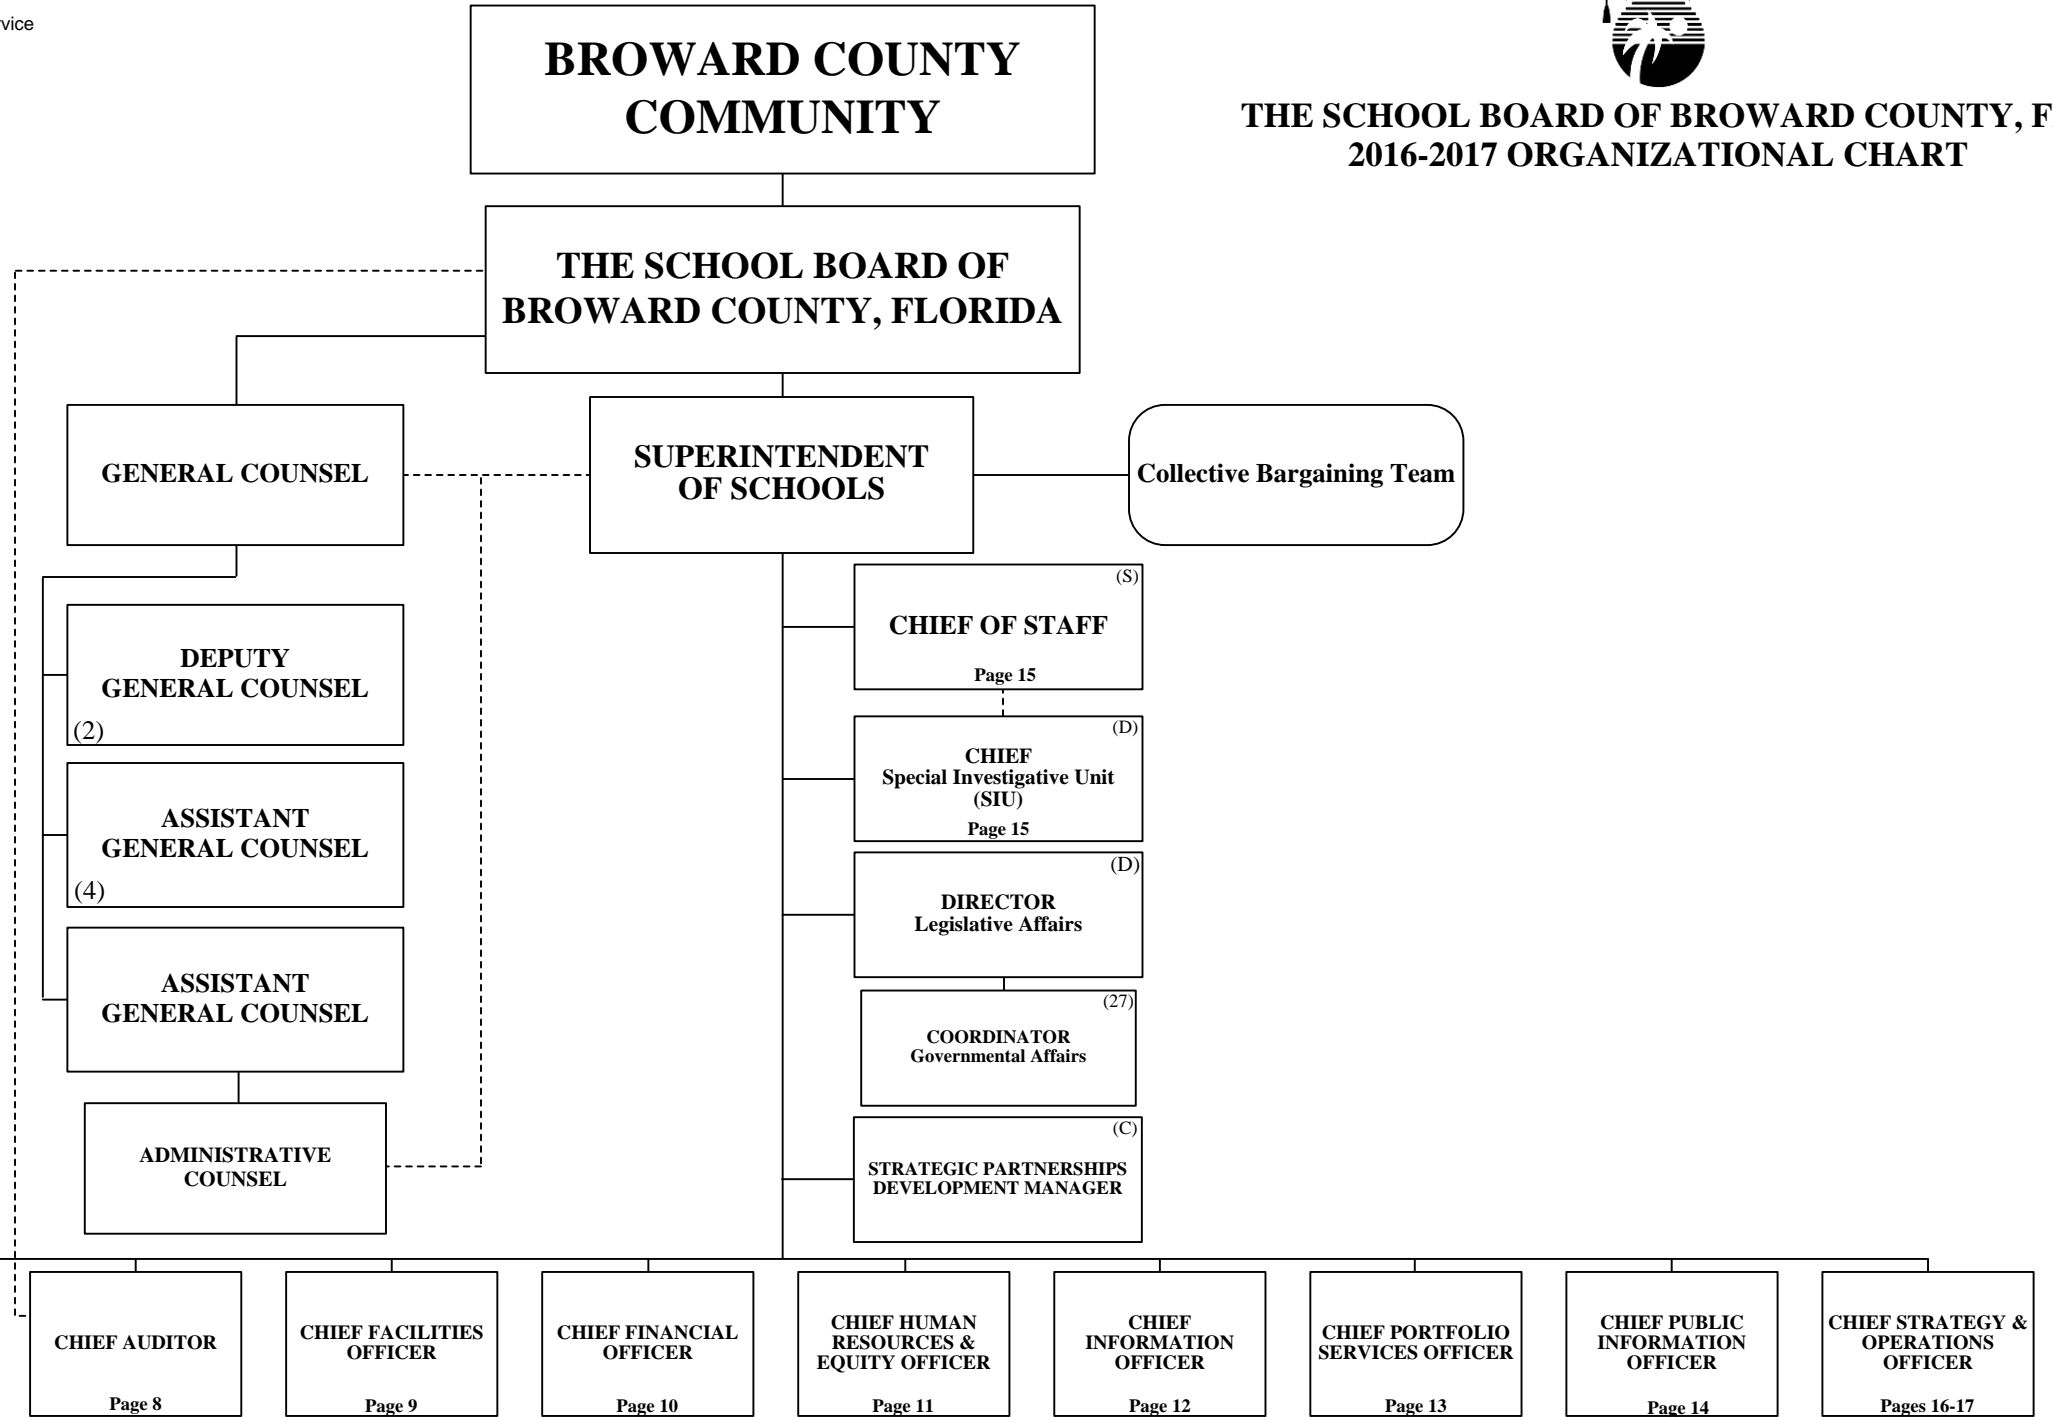 rvice
BROWARD COUNTY
COMMUNITY
THE SCHOOL BOARD OF BROWARD COUNTY, F
2016-2017 ORGANIZATIONAL CHART
THE SCHOOL BOARD OF
BROWARD COUNTY, FLORIDA
GENERAL COUNSEL
SUPERINTENDENT
OF SCHOOLS
Collective Bargaining Team
(S)
CHIEF OF STAFF
Page 15
DEPUTY
GENERAL COUNSEL
(2)
(D)
CHIEF
Special Investigative Unit
(SIU)
Page 15
ASSISTANT
GENERAL COUNSEL
(4)
(D)
DIRECTOR
Legislative Affairs
ASSISTANT
GENERAL COUNSEL
(27)
COORDINATOR
Governmental Affairs
ADMINISTRATIVE
COUNSEL
(C)
STRATEGIC PARTNERSHIPS
DEVELOPMENT MANAGER
CHIEF AUDITOR
Page 8
CHIEF FACILITIES
OFFICER
Page 9
CHIEF FINANCIAL
OFFICER
Page 10
CHIEF HUMAN
RESOURCES &
EQUITY OFFICER
Page 11
CHIEF
INFORMATION
OFFICER
Page 12
CHIEF PORTFOLIO
SERVICES OFFICER
Page 13
CHIEF PUBLIC
INFORMATION
OFFICER
Page 14
CHIEF STRATEGY &
OPERATIONS
OFFICER
Pages 16-17